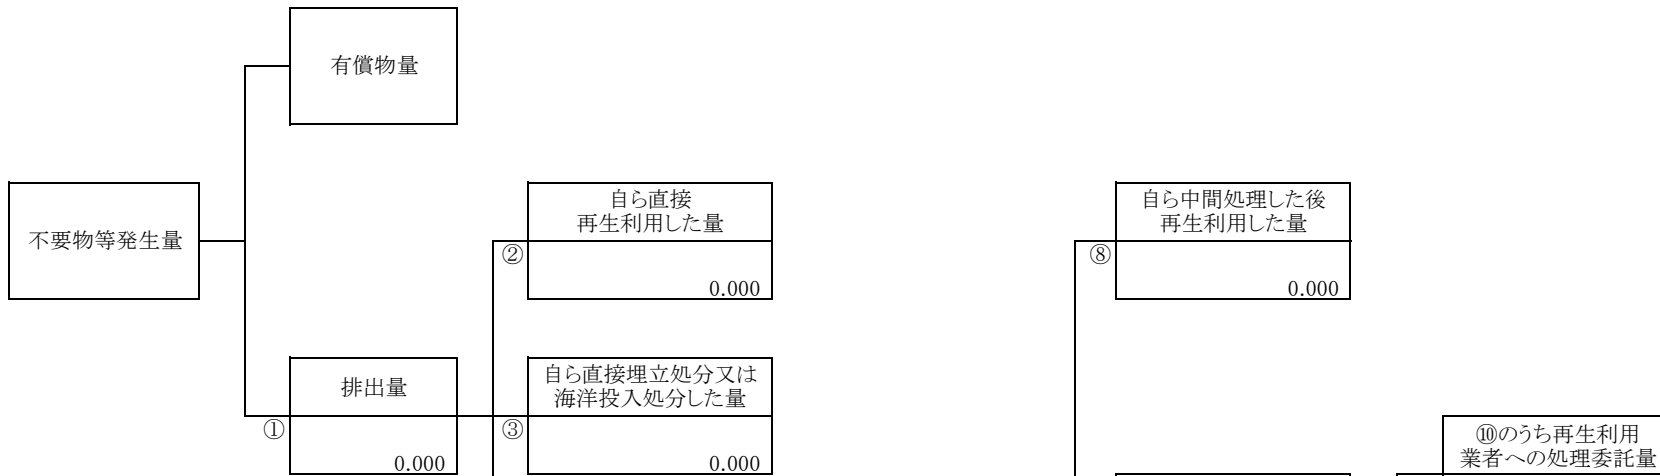 有償物量
不要物等発生量
自ら直接
再生利用した量
②
0.000
自ら中間処理した後
再生利用した量
⑧
0.000
排出量
①
0.000
自ら直接埋立処分又は
海洋投入処分した量
③
0.000
⑩のうち再生利用
業者への処理委託量